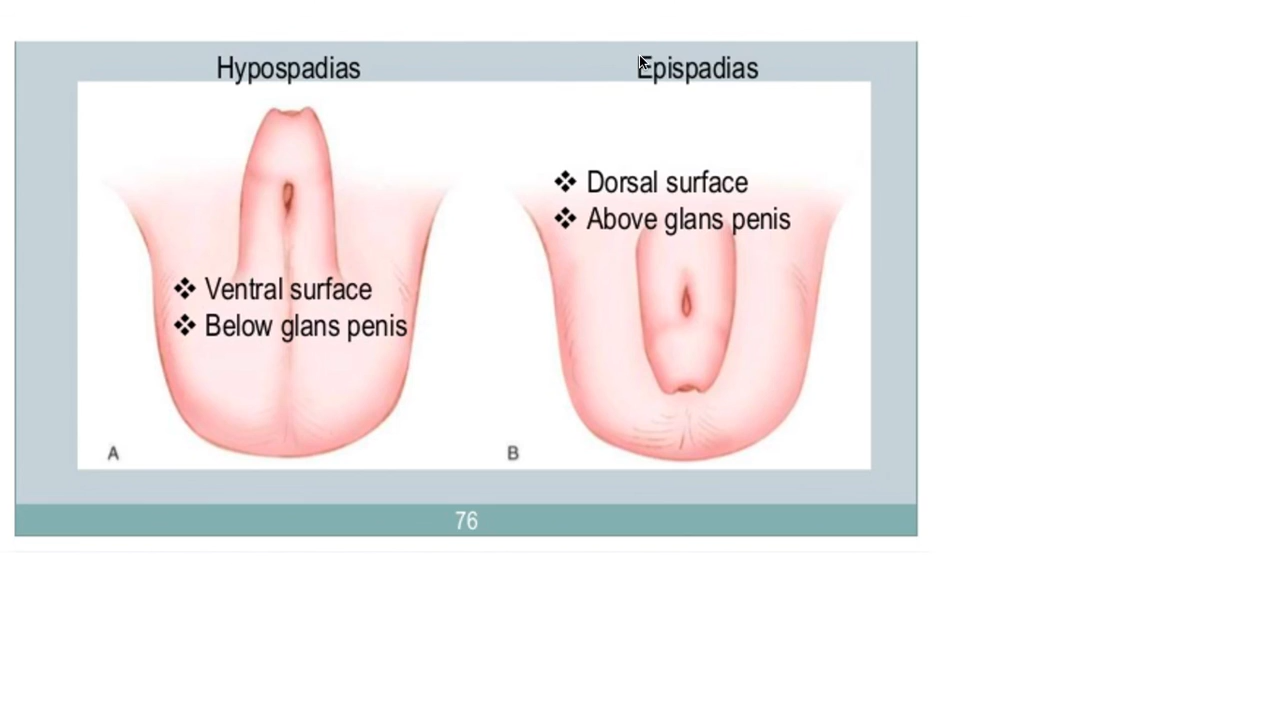 Hypospadias
Epispadias
❖ Dorsal surface
❖ Above glans penis
❖ Ventral surface
❖ Below glans penis
A
B
76